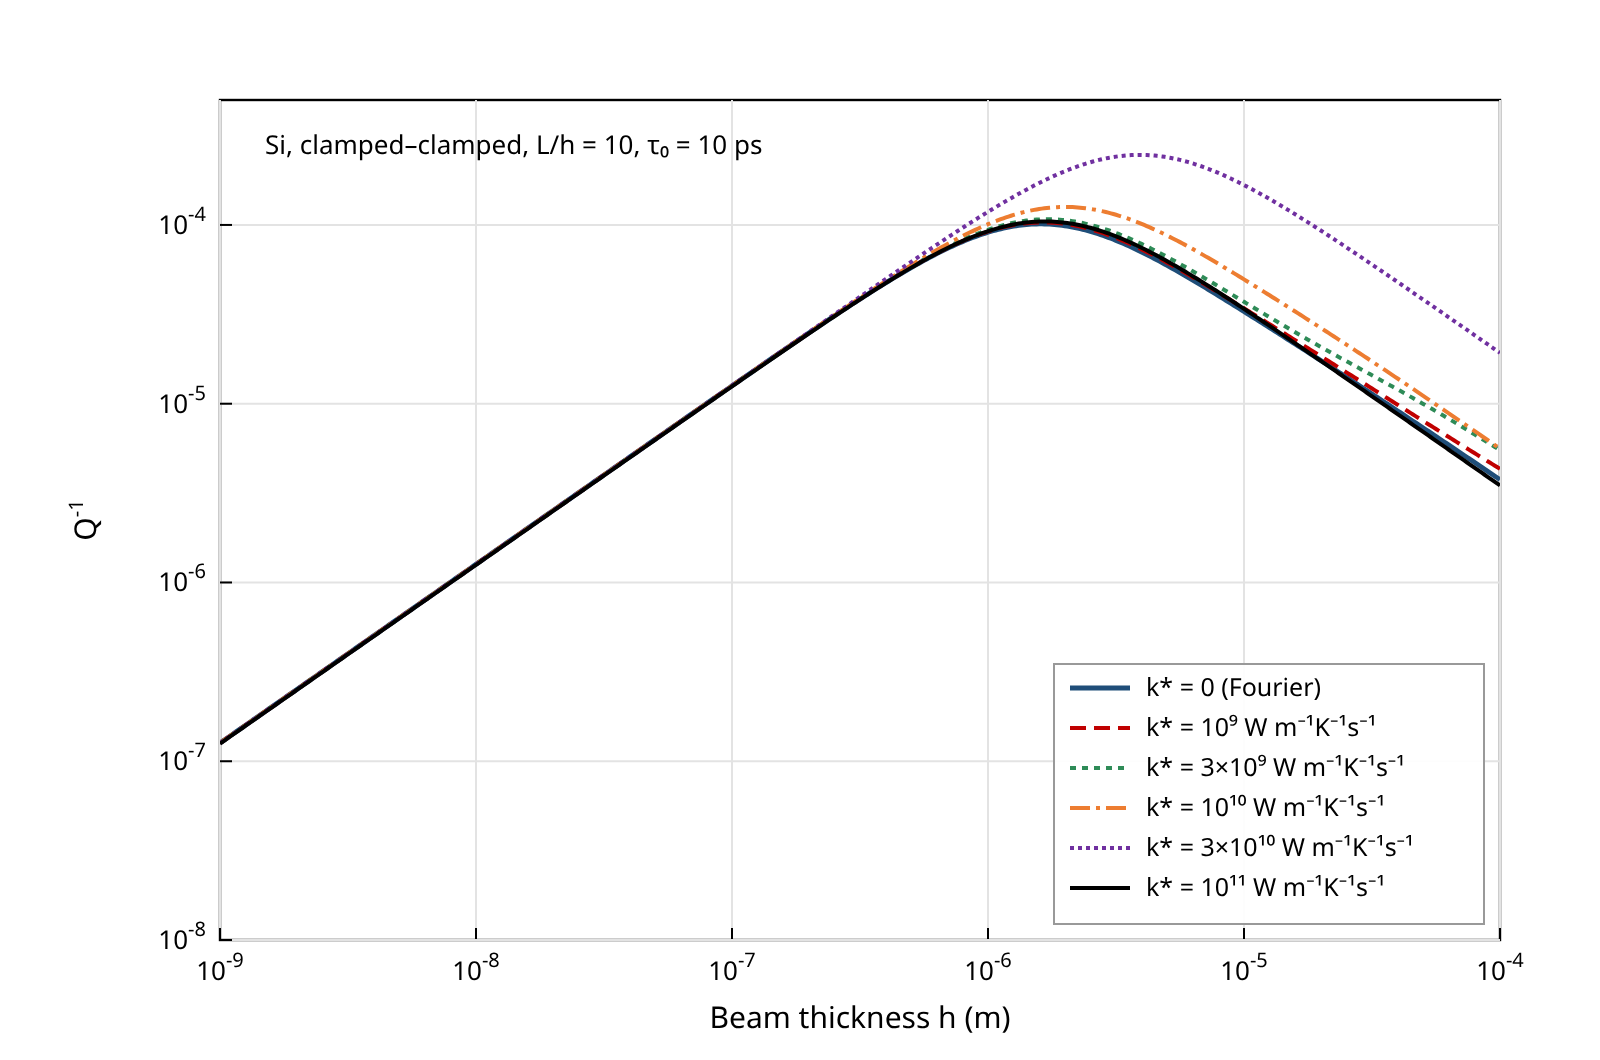 Si, clamped–clamped, L/h = 10, τ₀ = 10 ps
10⁻⁴
10⁻⁵
10⁻⁶
10⁻⁷
10⁻⁸
Q⁻¹
k* = 0 (Fourier)
k* = 10⁹ W m⁻¹K⁻¹s⁻¹
k* = 3×10⁹ W m⁻¹K⁻¹s⁻¹
k* = 10¹⁰ W m⁻¹K⁻¹s⁻¹
k* = 3×10¹⁰ W m⁻¹K⁻¹s⁻¹
k* = 10¹¹ W m⁻¹K⁻¹s⁻¹
10⁻⁹ 10⁻⁸ 10⁻⁷ 10⁻⁶ 10⁻⁵ 10⁻⁴
Beam thickness h (m)